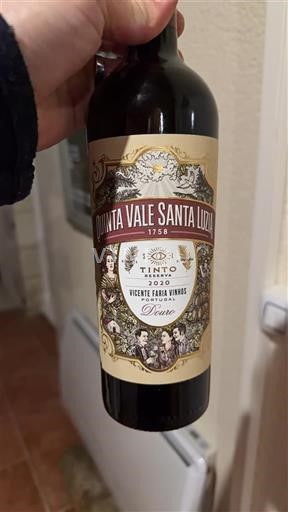 QUINTA VALE SANTA LUZIA
1758
TINTO
RESERVA
2020
VICENTE FARIA VINHOS
PORTUGAL
Douro